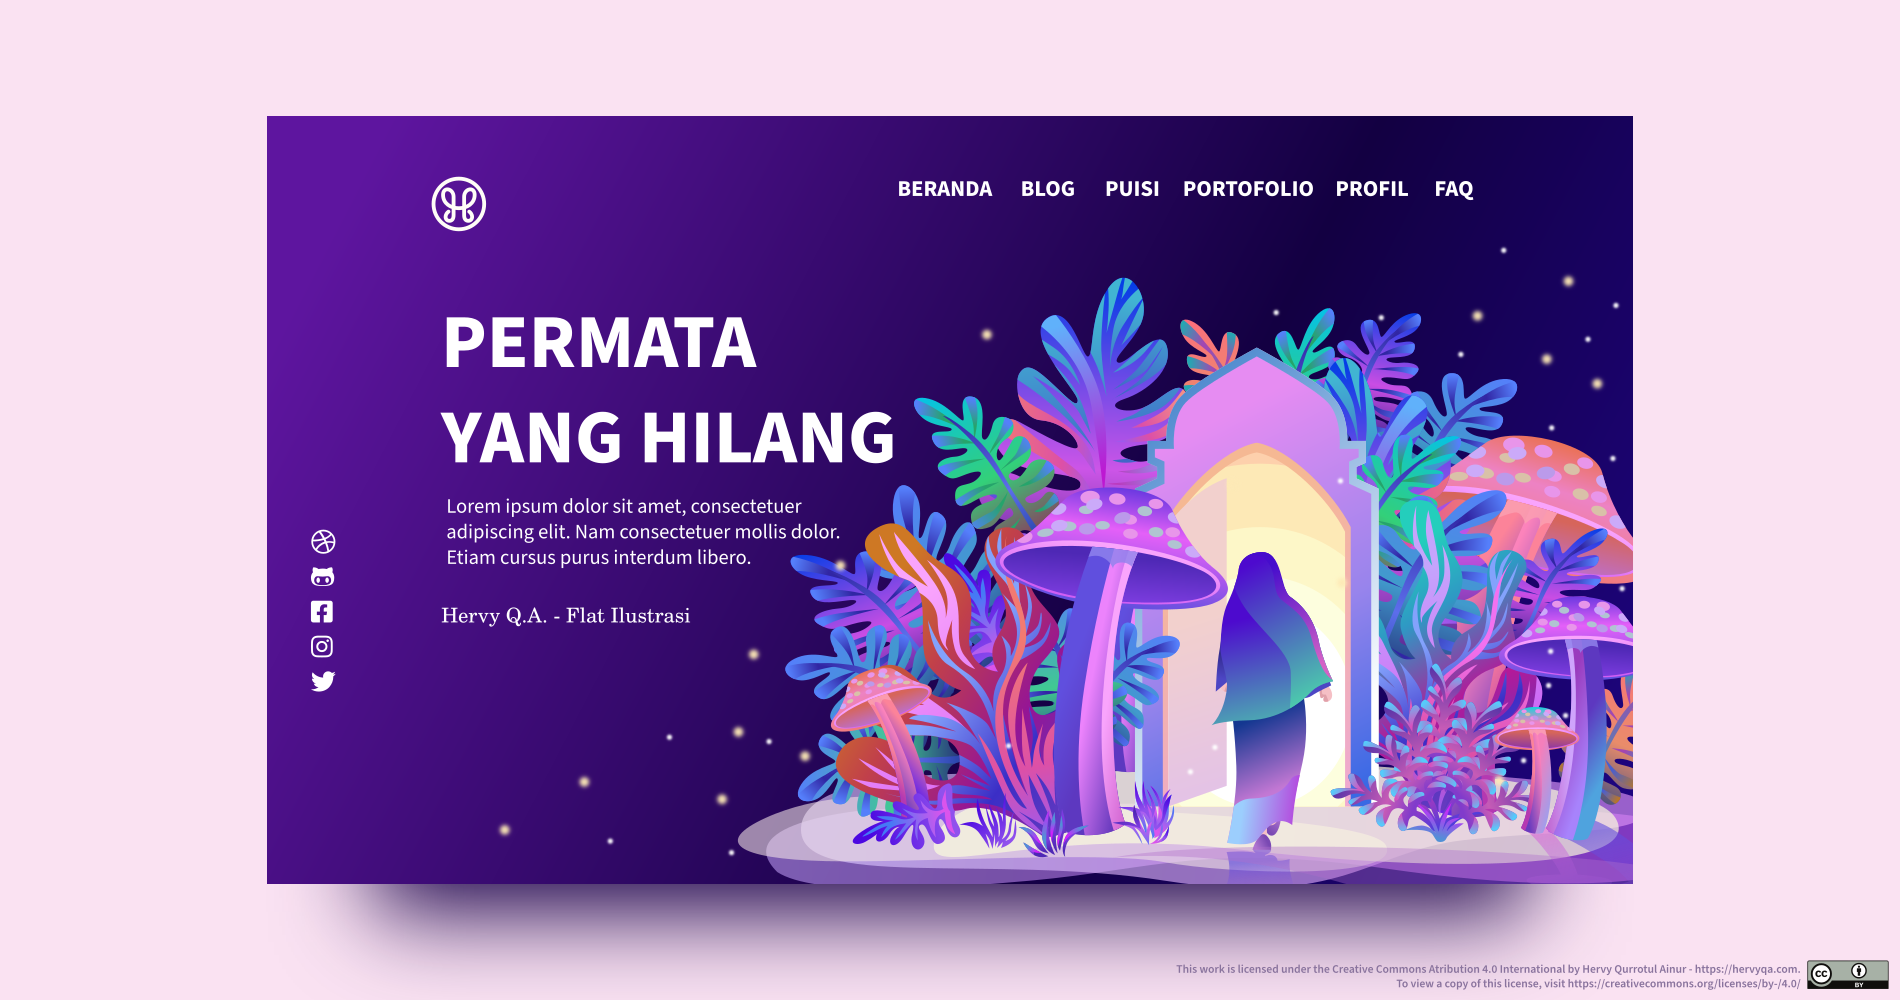 BERANDA BLOG PUISI PORTOFOLIO PROFIL FAQ
PERMATA
YANG HILANG
Lorem ipsum dolor sit amet, consectetuer
adipiscing elit. Nam consectetuer mollis dolor.
Etiam cursus purus interdum libero.
Hervy Q.A. - Flat Ilustrasi
This work is licensed under the Creative Commons Atribution 4.0 International by Hervy Qurrotul Ainur - https://hervyqa.com.
To view a copy of this license, visit https://creativecommons.org/licenses/by-/4.0/
cc
BY